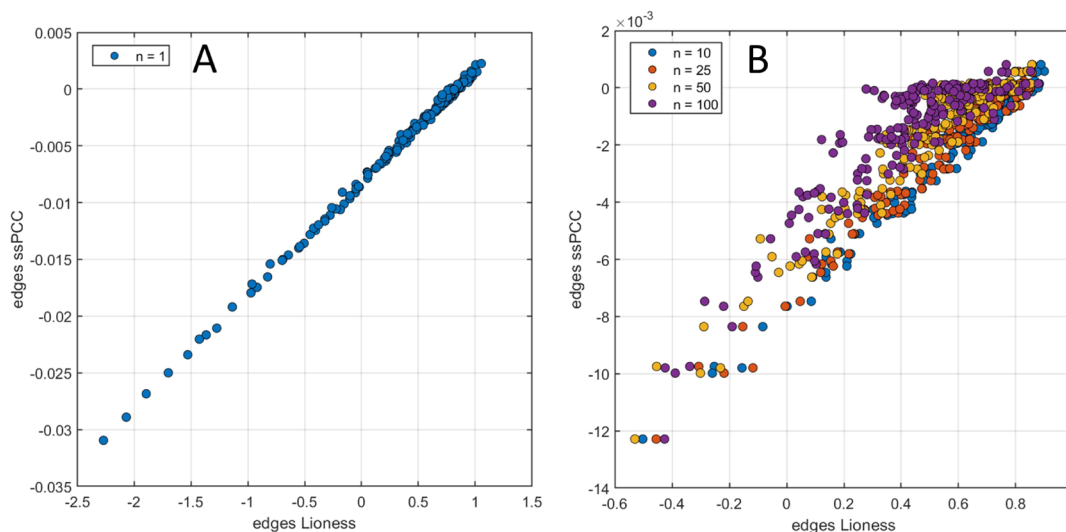 A
n = 1
0.005
0
-0.005
-0.01
-0.015
-0.02
-0.025
-0.03
-0.035
edges ssPCC
-2.5 -2 -1.5 -1 -0.5 0 0.5 1 1.5
edges Lioness
B
×10⁻³
n = 10
n = 25
n = 50
n = 100
2
0
-2
-4
-6
-8
-10
-12
-14
edges ssPCC
-0.6 -0.4 -0.2 0 0.2 0.4 0.6 0.8
edges Lioness